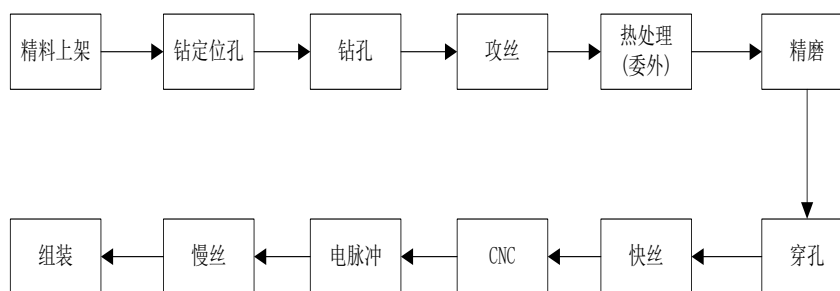 精料上架
钻定位孔
钻孔
攻丝
热处理
(委外)
精磨
穿孔
快丝
CNC
电脉冲
慢丝
组装